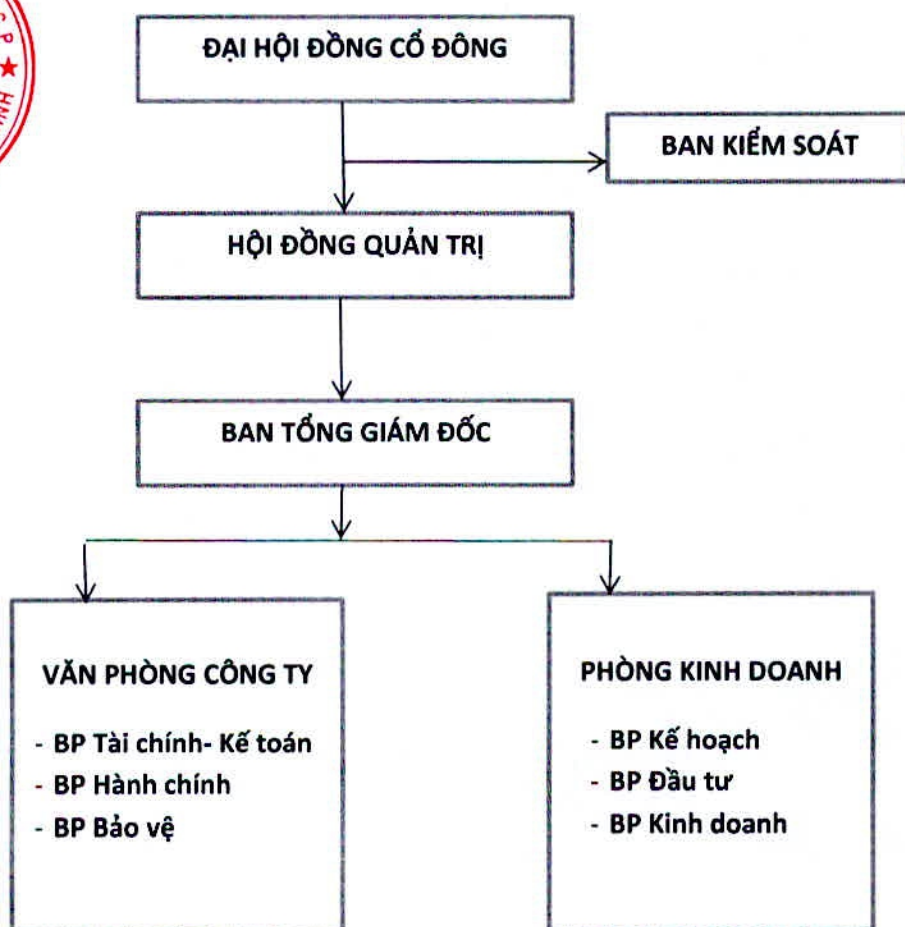 ĐẠI HỘI ĐỒNG CỔ ĐÔNG
BAN KIỂM SOÁT
HỘI ĐỒNG QUẢN TRỊ
BAN TỔNG GIÁM ĐỐC
VĂN PHÒNG CÔNG TY
- BP Tài chính- Kế toán
- BP Hành chính
- BP Bảo vệ
PHÒNG KINH DOANH
- BP Kế hoạch
- BP Đầu tư
- BP Kinh doanh